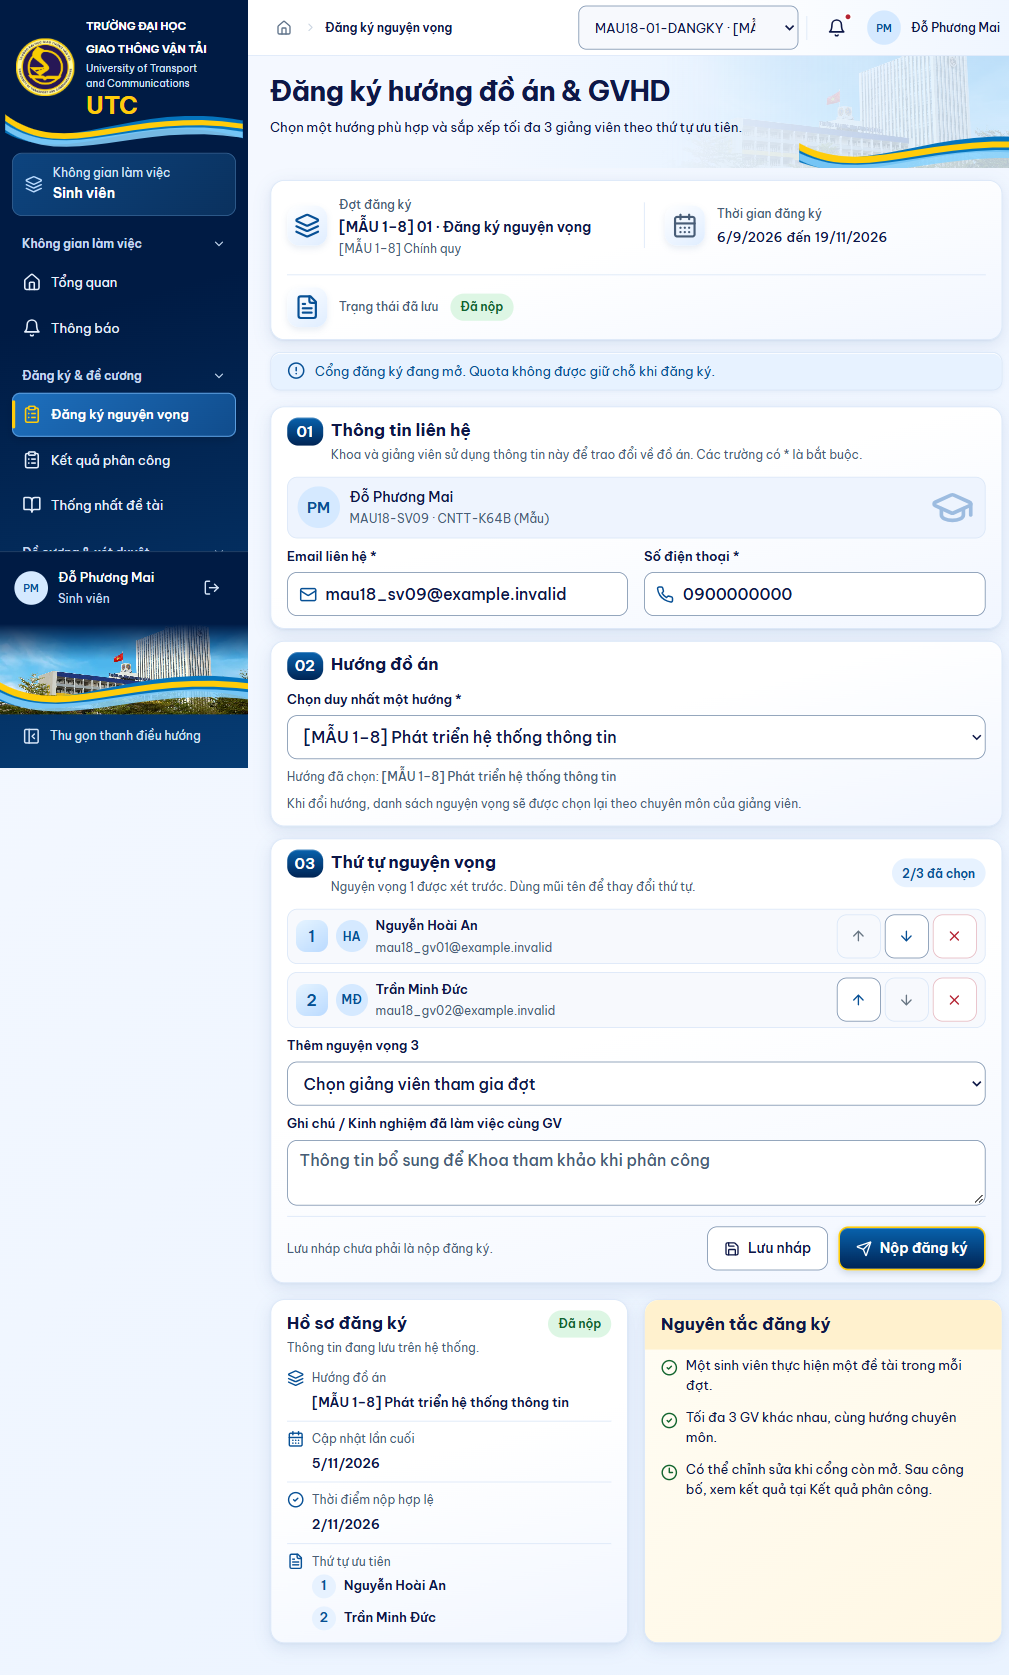 TRƯỜNG ĐẠI HỌC
GIAO THÔNG VẬN TẢI
University of Transport
and Communications
UTC
Không gian làm việc
Sinh viên
Không gian làm việc
Tổng quan
Thông báo
Đăng ký & đề cương
Đăng ký nguyện vọng
Kết quả phân công
Thống nhất đề tài
PM
Đỗ Phương Mai
Sinh viên
Thu gọn thanh điều hướng
Đăng ký nguyện vọng
MAU18-01-DANGKY · [MẪ
PM
Đỗ Phương Mai
Đăng ký hướng đồ án & GVHD
Chọn một hướng phù hợp và sắp xếp tối đa 3 giảng viên theo thứ tự ưu tiên.
Đợt đăng ký
[MẪU 1–8] 01 · Đăng ký nguyện vọng
[MẪU 1–8] Chính quy
Thời gian đăng ký
6/9/2026 đến 19/11/2026
Trạng thái đã lưu
Đã nộp
Cổng đăng ký đang mở. Quota không được giữ chỗ khi đăng ký.
01
Thông tin liên hệ
Khoa và giảng viên sử dụng thông tin này để trao đổi về đồ án. Các trường có * là bắt buộc.
PM
Đỗ Phương Mai
MAU18-SV09 · CNTT-K64B (Mẫu)
Email liên hệ *
Số điện thoại *
mau18_sv09@example.invalid
0900000000
02
Hướng đồ án
Chọn duy nhất một hướng *
[MẪU 1–8] Phát triển hệ thống thông tin
Hướng đã chọn: [MẪU 1–8] Phát triển hệ thống thông tin
Khi đổi hướng, danh sách nguyện vọng sẽ được chọn lại theo chuyên môn của giảng viên.
03
Thứ tự nguyện vọng
Nguyện vọng 1 được xét trước. Dùng mũi tên để thay đổi thứ tự.
2/3 đã chọn
1
HA
Nguyễn Hoài An
mau18_gv01@example.invalid
2
MĐ
Trần Minh Đức
mau18_gv02@example.invalid
Thêm nguyện vọng 3
Chọn giảng viên tham gia đợt
Ghi chú / Kinh nghiệm đã làm việc cùng GV
Thông tin bổ sung để Khoa tham khảo khi phân công
Lưu nháp chưa phải là nộp đăng ký.
Lưu nháp
Nộp đăng ký
Hồ sơ đăng ký
Đã nộp
Thông tin đang lưu trên hệ thống.
Hướng đồ án
[MẪU 1–8] Phát triển hệ thống thông tin
Cập nhật lần cuối
5/11/2026
Thời điểm nộp hợp lệ
2/11/2026
Thứ tự ưu tiên
1
Nguyễn Hoài An
2
Trần Minh Đức
Nguyên tắc đăng ký
Một sinh viên thực hiện một đề tài trong mỗi
đợt.
Tối đa 3 GV khác nhau, cùng hướng chuyên
môn.
Có thể chỉnh sửa khi cổng còn mở. Sau công
bố, xem kết quả tại Kết quả phân công.